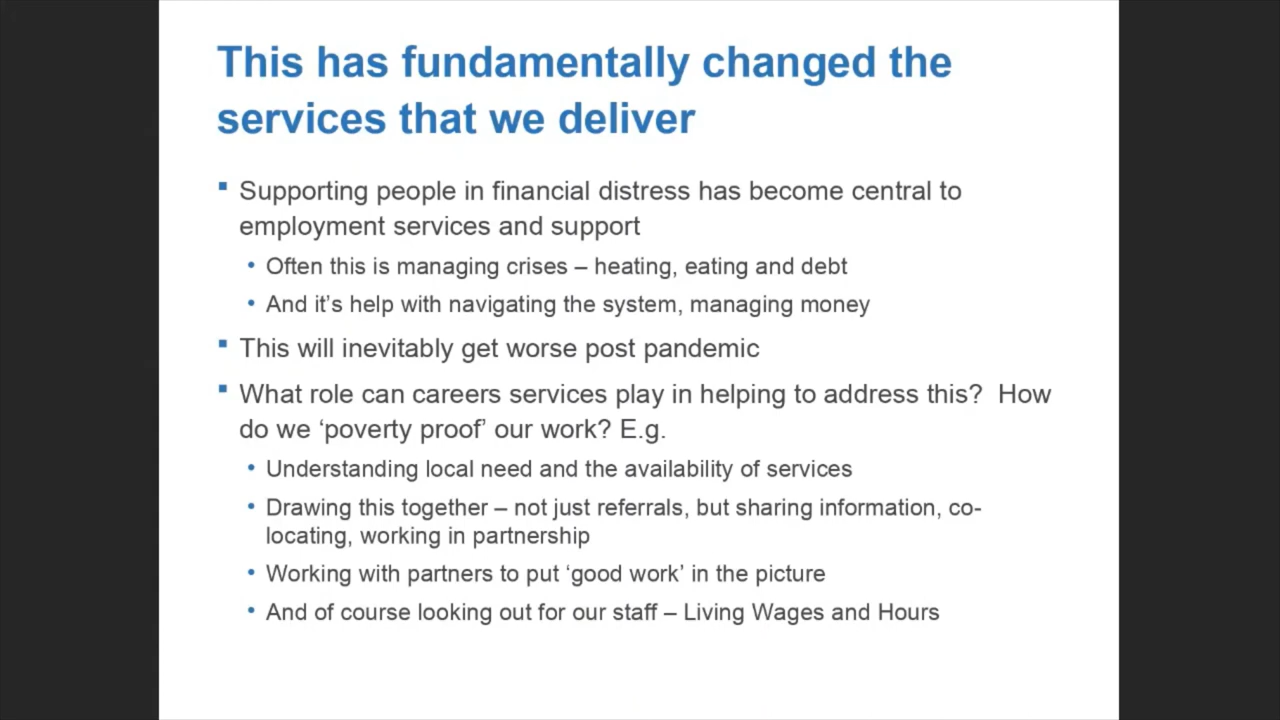 This has fundamentally changed the
services that we deliver
Supporting people in financial distress has become central to
employment services and support
Often this is managing crises – heating, eating and debt
And it’s help with navigating the system, managing money
This will inevitably get worse post pandemic
What role can careers services play in helping to address this?  How
do we ‘poverty proof’ our work? E.g.
Understanding local need and the availability of services
Drawing this together – not just referrals, but sharing information, co-
locating, working in partnership
Working with partners to put ‘good work’ in the picture
And of course looking out for our staff – Living Wages and Hours